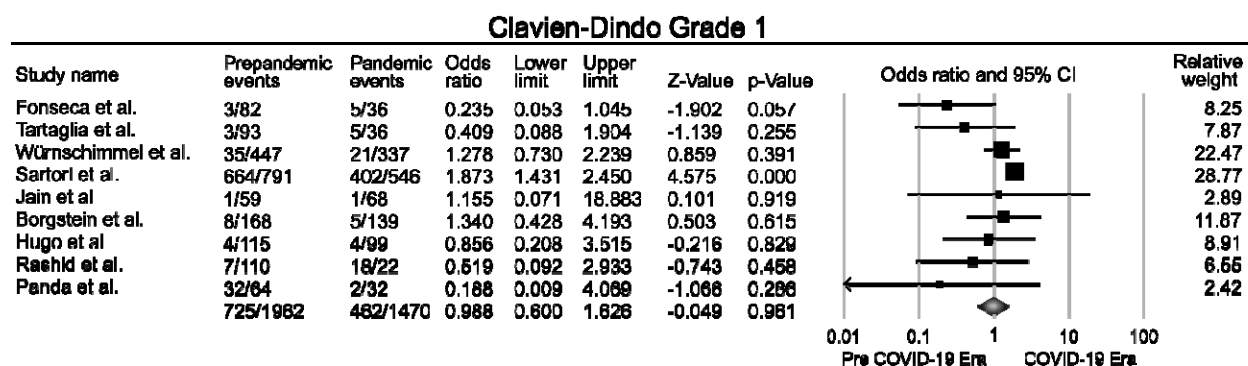 Clavien-Dindo Grade 1
Study name Prepandemic events Pandemic events Odds ratio Lower limit Upper limit Z-Value p-Value Odds ratio and 95% CI Relative weight
Fonseca et al. 3/82 5/36 0.235 0.053 1.045 -1.902 0.057 8.25
Tartaglia et al. 3/93 5/36 0.409 0.088 1.904 -1.139 0.255 7.87
Würnschimmel et al. 35/447 21/337 1.278 0.730 2.239 0.859 0.391 22.47
Sartori et al. 664/791 402/546 1.873 1.431 2.450 4.575 0.000 28.77
Jain et al 1/59 1/68 1.155 0.071 18.883 0.101 0.919 2.89
Borgstein et al. 8/168 5/139 1.340 0.428 4.193 0.503 0.615 11.87
Hugo et al 4/115 4/99 0.856 0.208 3.515 -0.216 0.829 8.91
Rashid et al. 7/110 18/22 0.519 0.092 2.933 -0.743 0.458 6.55
Panda et al. 32/64 2/32 0.188 0.009 4.069 -1.066 0.286 2.42
725/1962 462/1470 0.988 0.600 1.626 -0.049 0.961
0.01 0.1 1 10 100
Pre COVID-19 Era COVID-19 Era